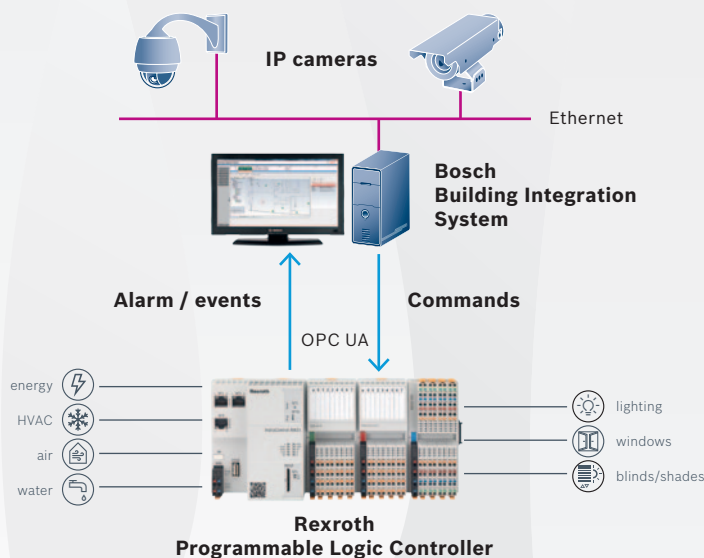 IP cameras
Ethernet
Bosch
Building Integration
System
Alarm / events
Commands
OPC UA
energy
HVAC
air
water
Rexroth
lighting
windows
blinds/shades
Rexroth
Programmable Logic Controller